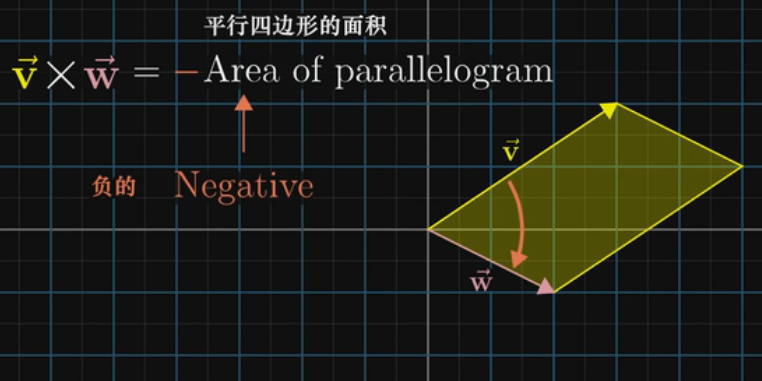 平行四边形的面积
v⃗ × w⃗ = −Area of parallelogram
负的 Negative
v⃗
w⃗